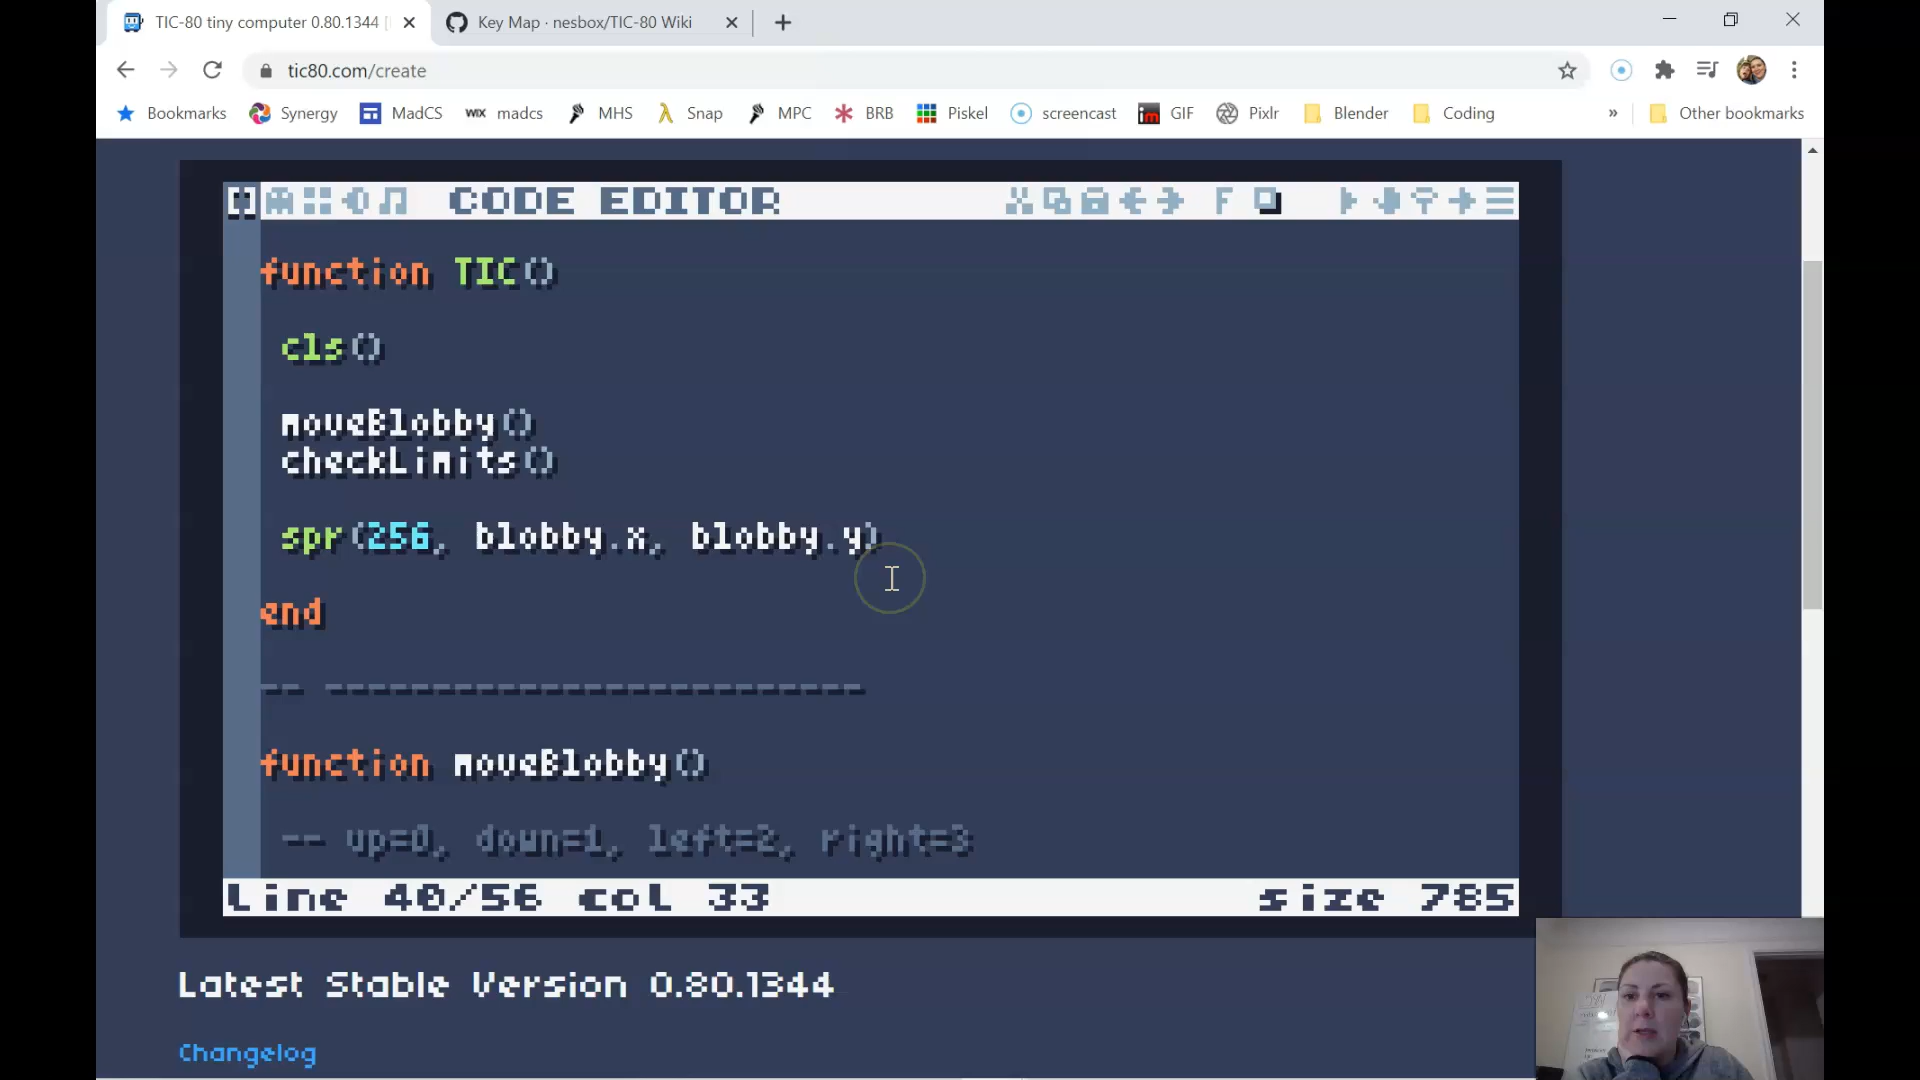 TIC-80 tiny computer 0.80.1344 [
Key Map · nesbox/TIC-80 Wiki
tic80.com/create
Bookmarks Synergy MadCS WIX madcs MHS Snap MPC BRB Piskel screencast im GIF Pixlr Blender Coding » Other bookmarks
CODE EDITOR
F
function TIC()
cls()
moveBlobby()
checkLimits()
spr(256, blobby.x, blobby.y)
end
-- -------------------------
function moveBlobby()
-- up=0, down=1, left=2, right=3
line 40/56 col 33
size 785
Latest Stable Version 0.80.1344
Changelog